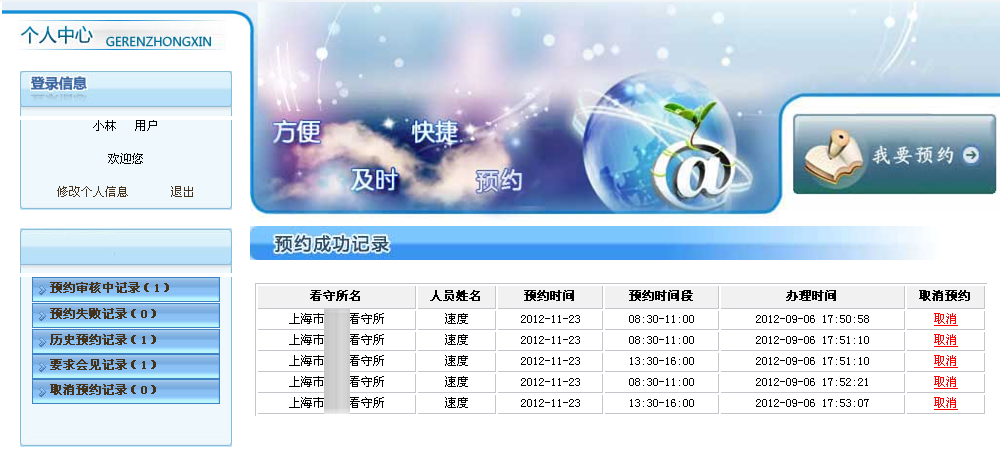 个人中心 GERENZHONGXIN
登录信息
小林 用户
欢迎您
修改个人信息 退出
预约审核中记录(1)
预约失败记录(0)
历史预约记录(1)
要求会见记录(1)
取消预约记录(0)
方便 快捷
及时 预约
我要预约
预约成功记录
看守所名 人员姓名 预约时间 预约时间段 办理时间 取消预约
上海市 看守所 速度 2012-11-23 08:30-11:00 2012-09-06 17:50:58 取消
上海市 看守所 速度 2012-11-23 08:30-11:00 2012-09-06 17:51:10 取消
上海市 看守所 速度 2012-11-23 13:30-16:00 2012-09-06 17:51:10 取消
上海市 看守所 速度 2012-11-23 08:30-11:00 2012-09-06 17:52:21 取消
上海市 看守所 速度 2012-11-23 13:30-16:00 2012-09-06 17:53:07 取消